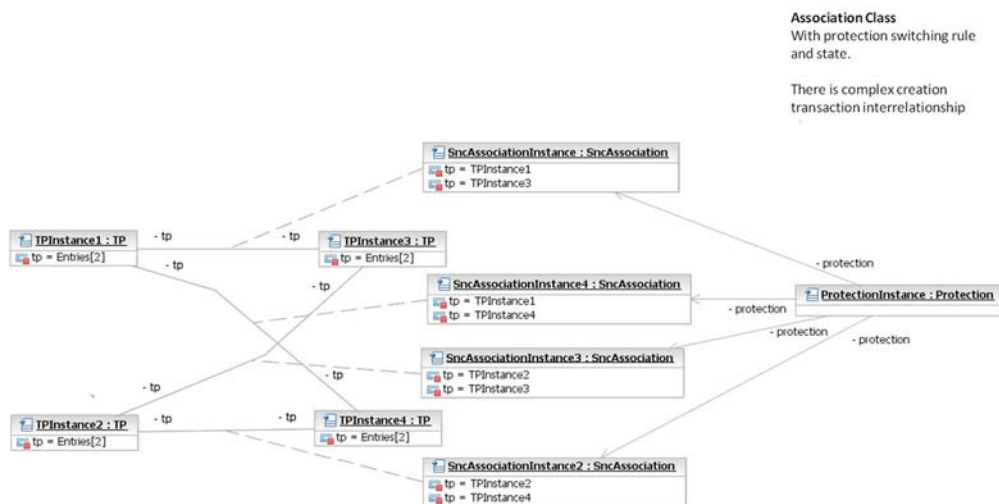 Association Class
With protection switching rule
and state.
There is complex creation
transaction interrelationship
SncAssociationInstance : SncAssociation
tp = TPInstance1
tp = TPInstance3
TPInstance1 : TP
tp = Entries[2]
- tp
- tp
TPInstance3 : TP
tp = Entries[2]
- tp
- tp
- protection
SncAssociationInstance4 : SncAssociation
tp = TPInstance1
tp = TPInstance4
ProtectionInstance : Protection
- protection
- protection
- protection
SncAssociationInstance3 : SncAssociation
tp = TPInstance2
tp = TPInstance3
- tp
- tp
TPInstance2 : TP
tp = Entries[2]
- tp
- tp
TPInstance4 : TP
tp = Entries[2]
SncAssociationInstance2 : SncAssociation
tp = TPInstance2
tp = TPInstance4